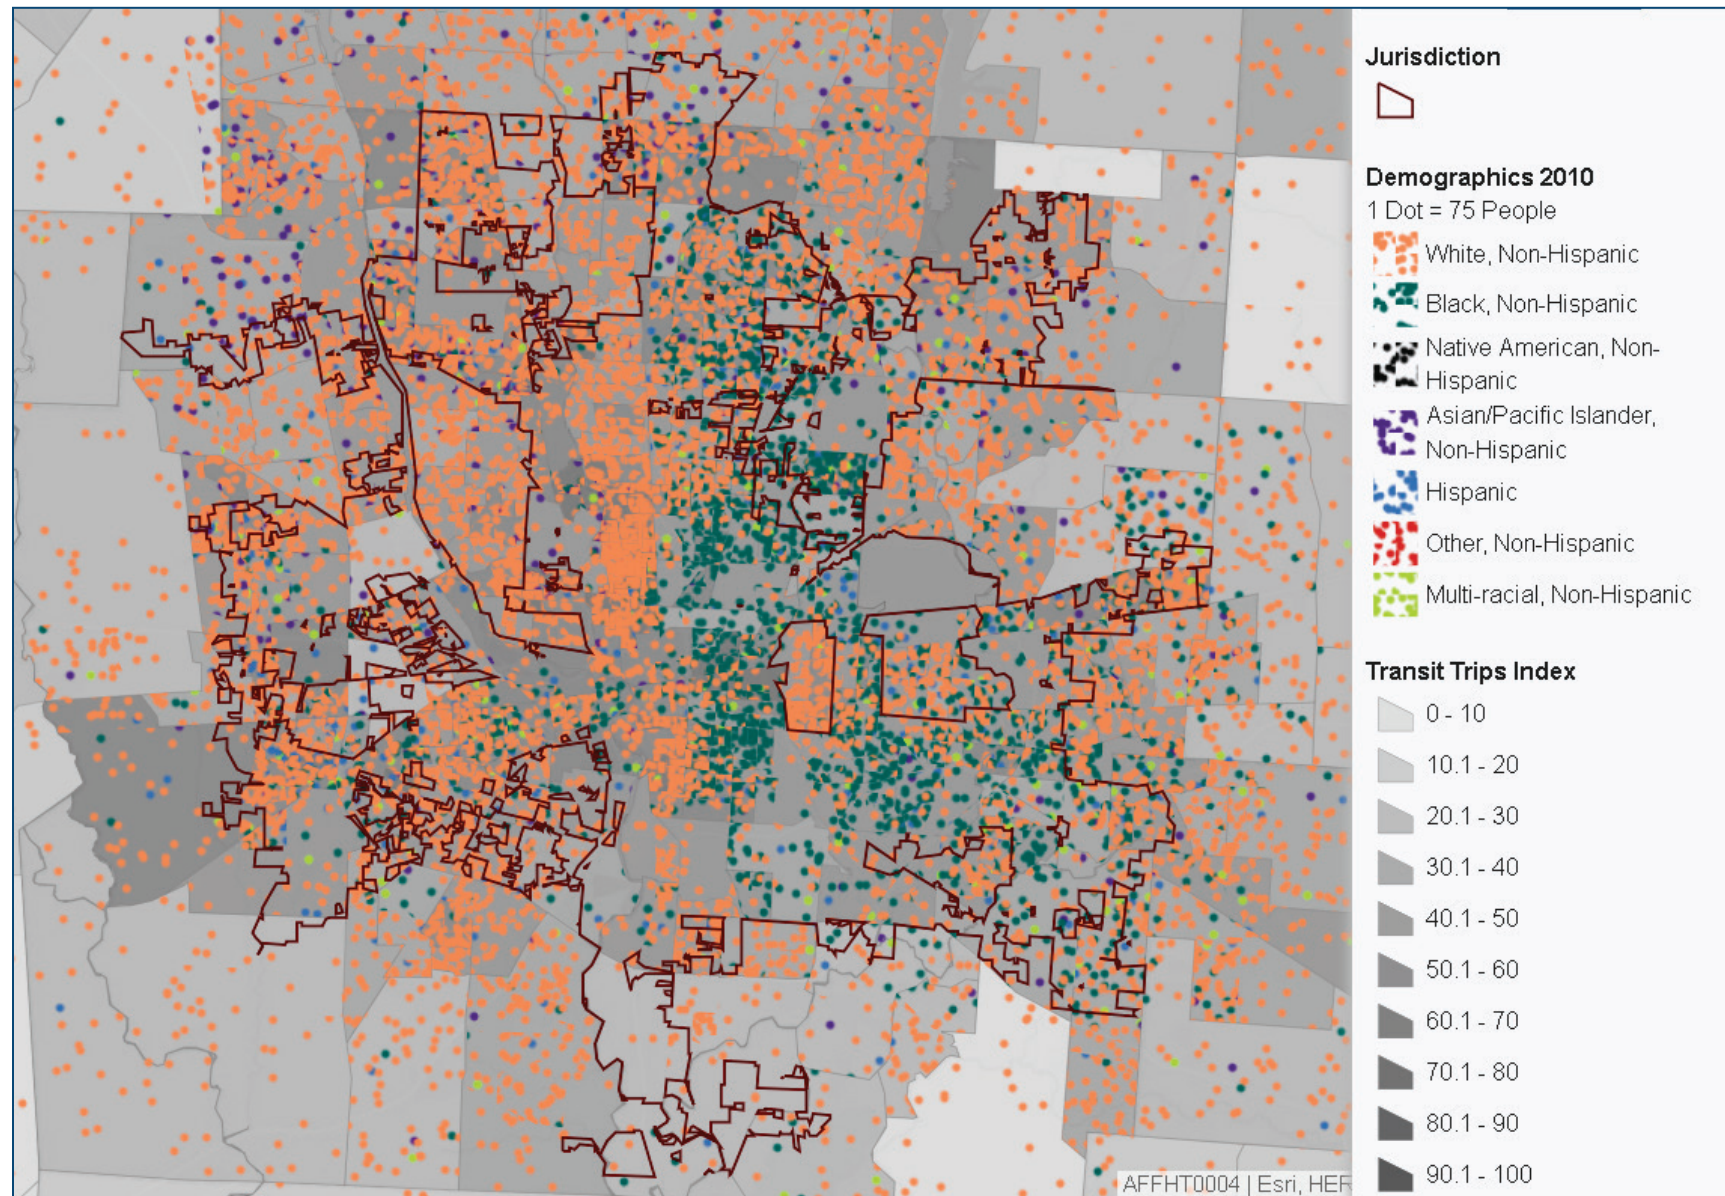 Jurisdiction
Demographics 2010
1 Dot = 75 People
White, Non-Hispanic
Black, Non-Hispanic
Native American, Non-
Hispanic
Asian/Pacific Islander,
Non-Hispanic
Hispanic
Other, Non-Hispanic
Multi-racial, Non-Hispanic
Transit Trips Index
0 - 10
10.1 - 20
20.1 - 30
30.1 - 40
40.1 - 50
50.1 - 60
60.1 - 70
70.1 - 80
80.1 - 90
90.1 - 100
AFFHT0004 | Esri, HER